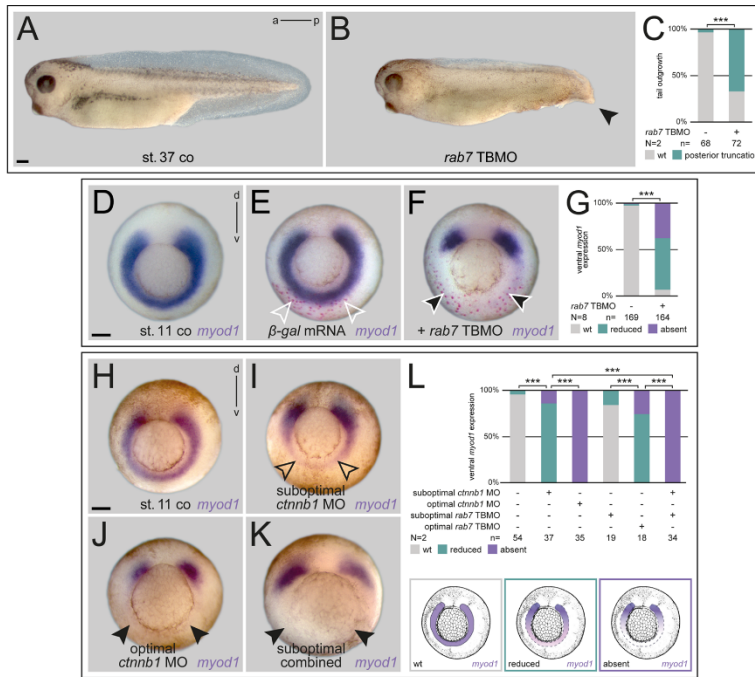 A
a p
st. 37 co
B
rab7 TBMO
C
***
100%
50%
0%
tail outgrowth
rab7 TBMO - +
N=2 n= 68 72
wt posterior truncatio
D
d
v
st. 11 co myod1
E
β-gal mRNA myod1
F
+ rab7 TBMO myod1
G
***
100%
50%
0%
ventral myod1
expression
rab7 TBMO - +
N=8 n= 169 164
wt reduced absent
H
d
v
st. 11 co myod1
I
suboptimal
ctnnb1 MO myod1
J
optimal
ctnnb1 MO myod1
K
suboptimal
combined myod1
L
***
*** *** *** ***
100%
50%
0%
ventral myod1 expression
suboptimal ctnnb1 MO - + - - - +
optimal ctnnb1 MO - - + - - -
suboptimal rab7 TBMO - - - + - +
optimal rab7 TBMO - - - - + -
N=2 n= 54 37 35 19 18 34
wt reduced absent
wt myod1
reduced myod1
absent myod1